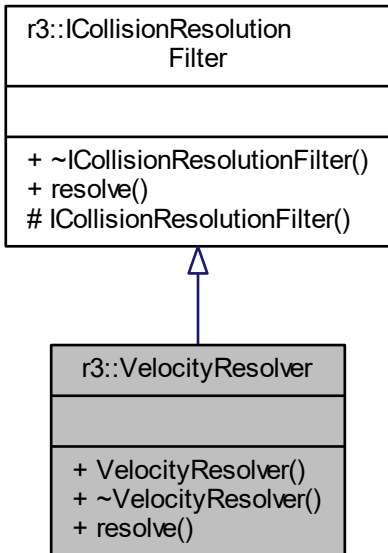 r3::ICollisionResolution
Filter
+ ~ICollisionResolutionFilter()
+ resolve()
# ICollisionResolutionFilter()
r3::VelocityResolver
+ VelocityResolver()
+ ~VelocityResolver()
+ resolve()